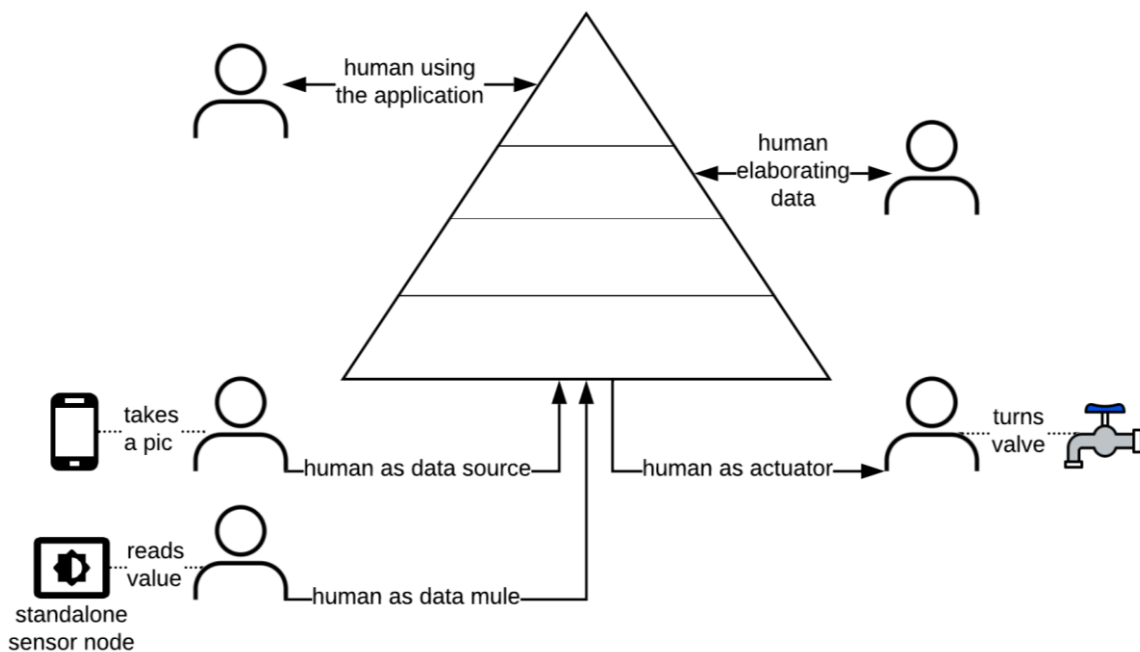 human using
the application
human
elaborating
data
takes
a pic
human as data source
human as actuator
turns
valve
reads
value
human as data mule
standalone
sensor node